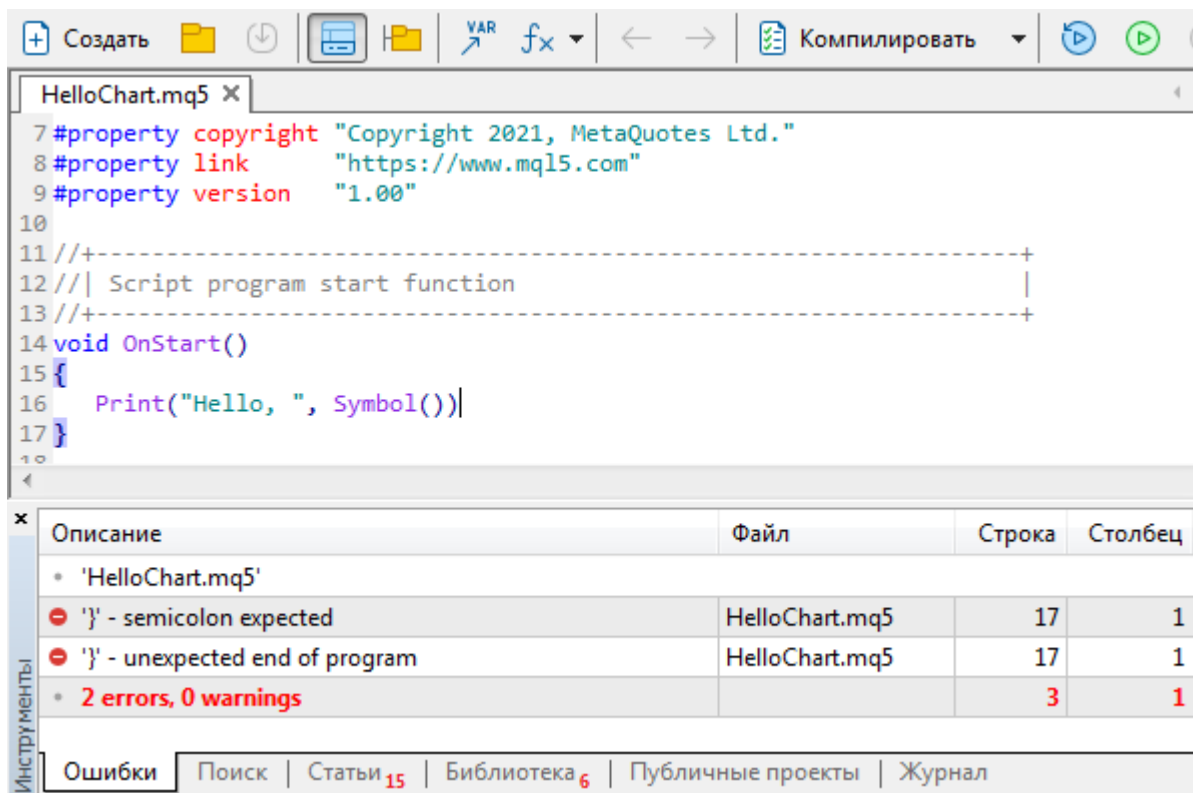 Создать VAR fx Компилировать
HelloChart.mq5
7 #property copyright "Copyright 2021, MetaQuotes Ltd."
8 #property link      "https://www.mql5.com"
9 #property version   "1.00"
10
11 //+------------------------------------------------------------------+
12 //| Script program start function                                    |
13 //+------------------------------------------------------------------+
14 void OnStart()
15 {
16    Print("Hello, ", Symbol())
17 }
18
Описание Файл Строка Столбец
'HelloChart.mq5'
'}' - semicolon expected HelloChart.mq5 17 1
'}' - unexpected end of program HelloChart.mq5 17 1
2 errors, 0 warnings 3 1
Инструменты
Ошибки | Поиск | Статьи 15 | Библиотека 6 | Публичные проекты | Журнал